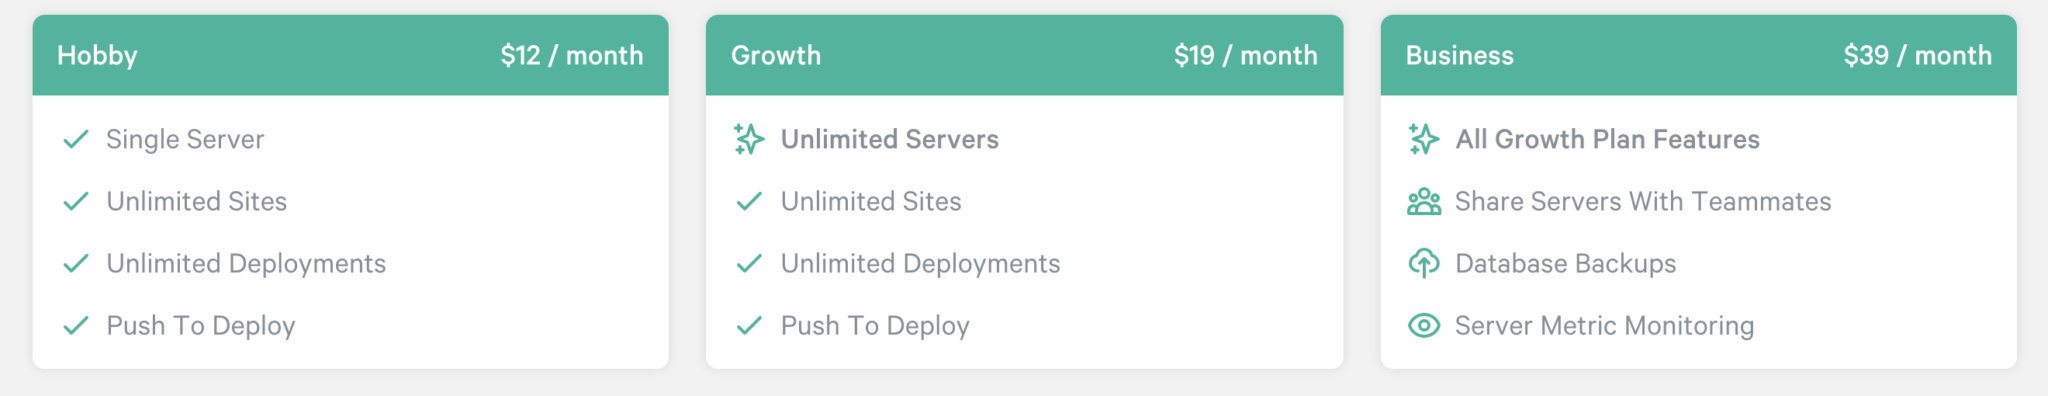 Hobby $12 / month
Single Server
Unlimited Sites
Unlimited Deployments
Push To Deploy
Growth $19 / month
Unlimited Servers
Unlimited Sites
Unlimited Deployments
Push To Deploy
Business $39 / month
All Growth Plan Features
Share Servers With Teammates
Database Backups
Server Metric Monitoring